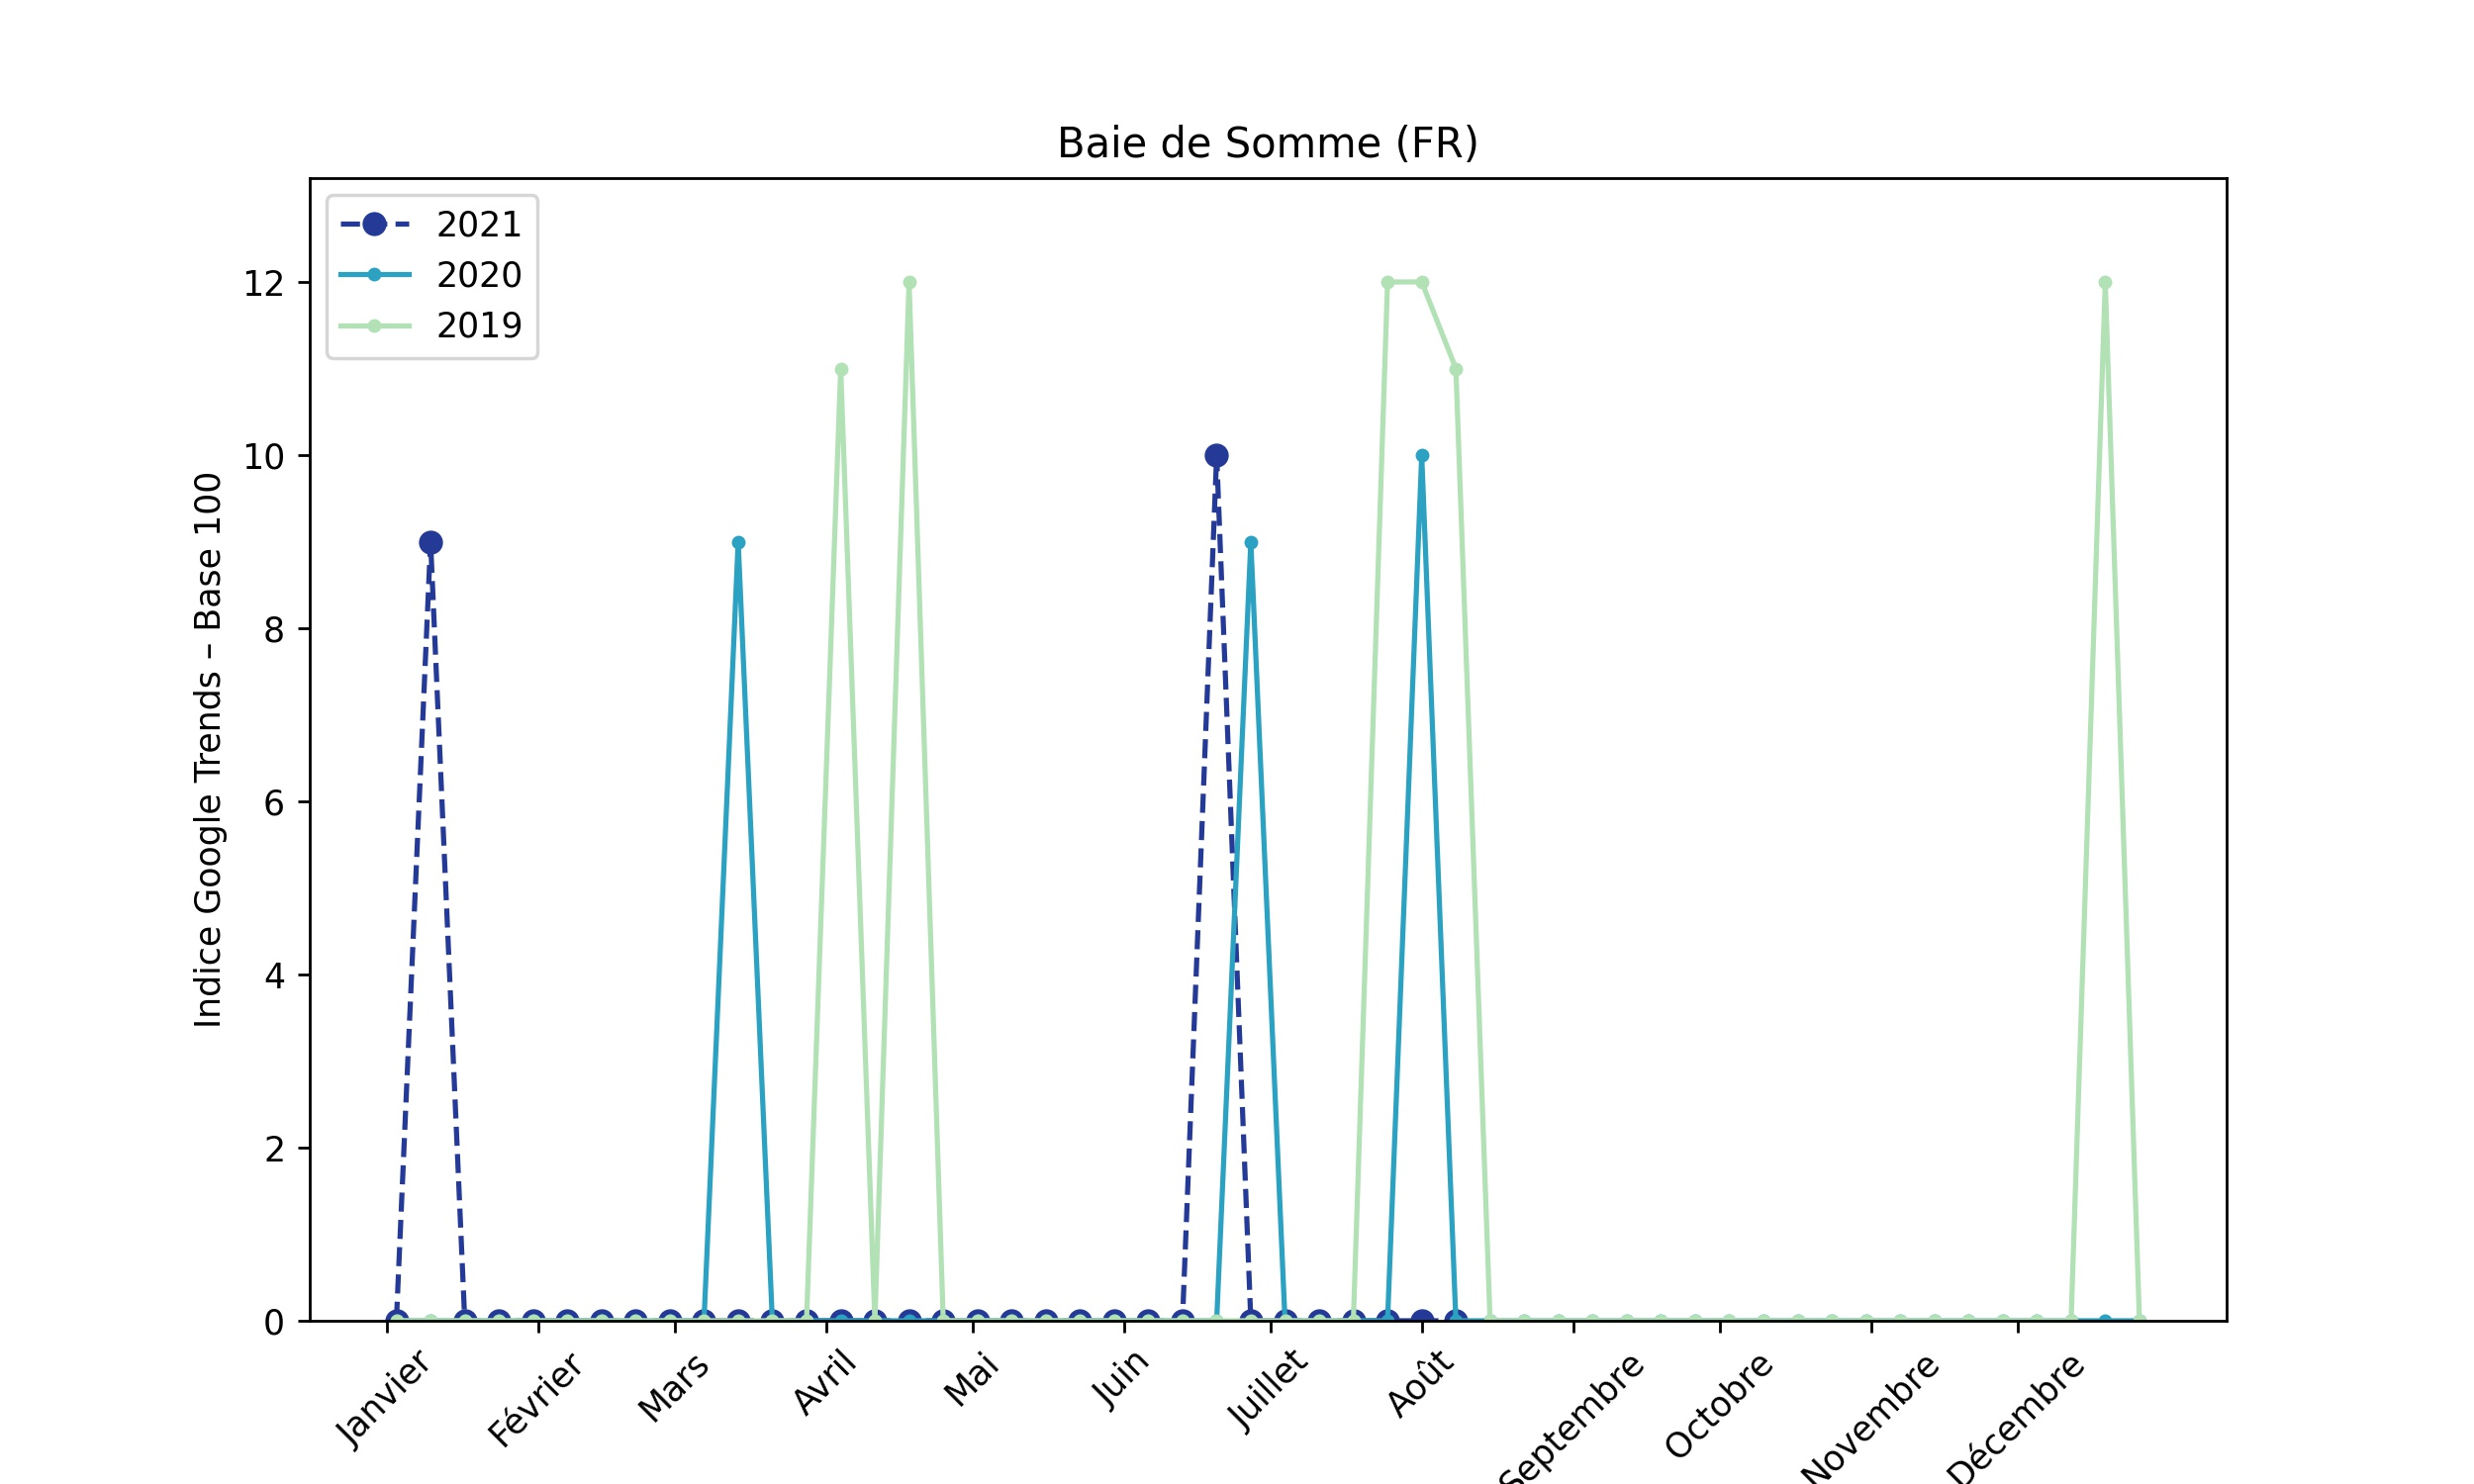 Baie de Somme (FR)
2021
2020
2019
12
10
8
6
4
2
0
Indice Google Trends – Base 100
Janvier
Février
Mars
Avril
Mai
Juin
Juillet
Août
Septembre
Octobre
Novembre
Décembre